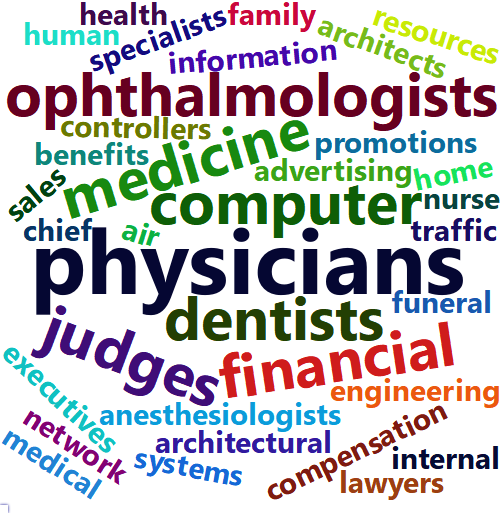 health
family
resources
human
specialists
architects
information
ophthalmologists
controllers
medicine
promotions
benefits
advertising
home
sales
computer
nurse
chief
air
traffic
physicians
funeral
dentists
judges
financial
executives
engineering
anesthesiologists
network
architectural
compensation
medical
systems
internal
lawyers